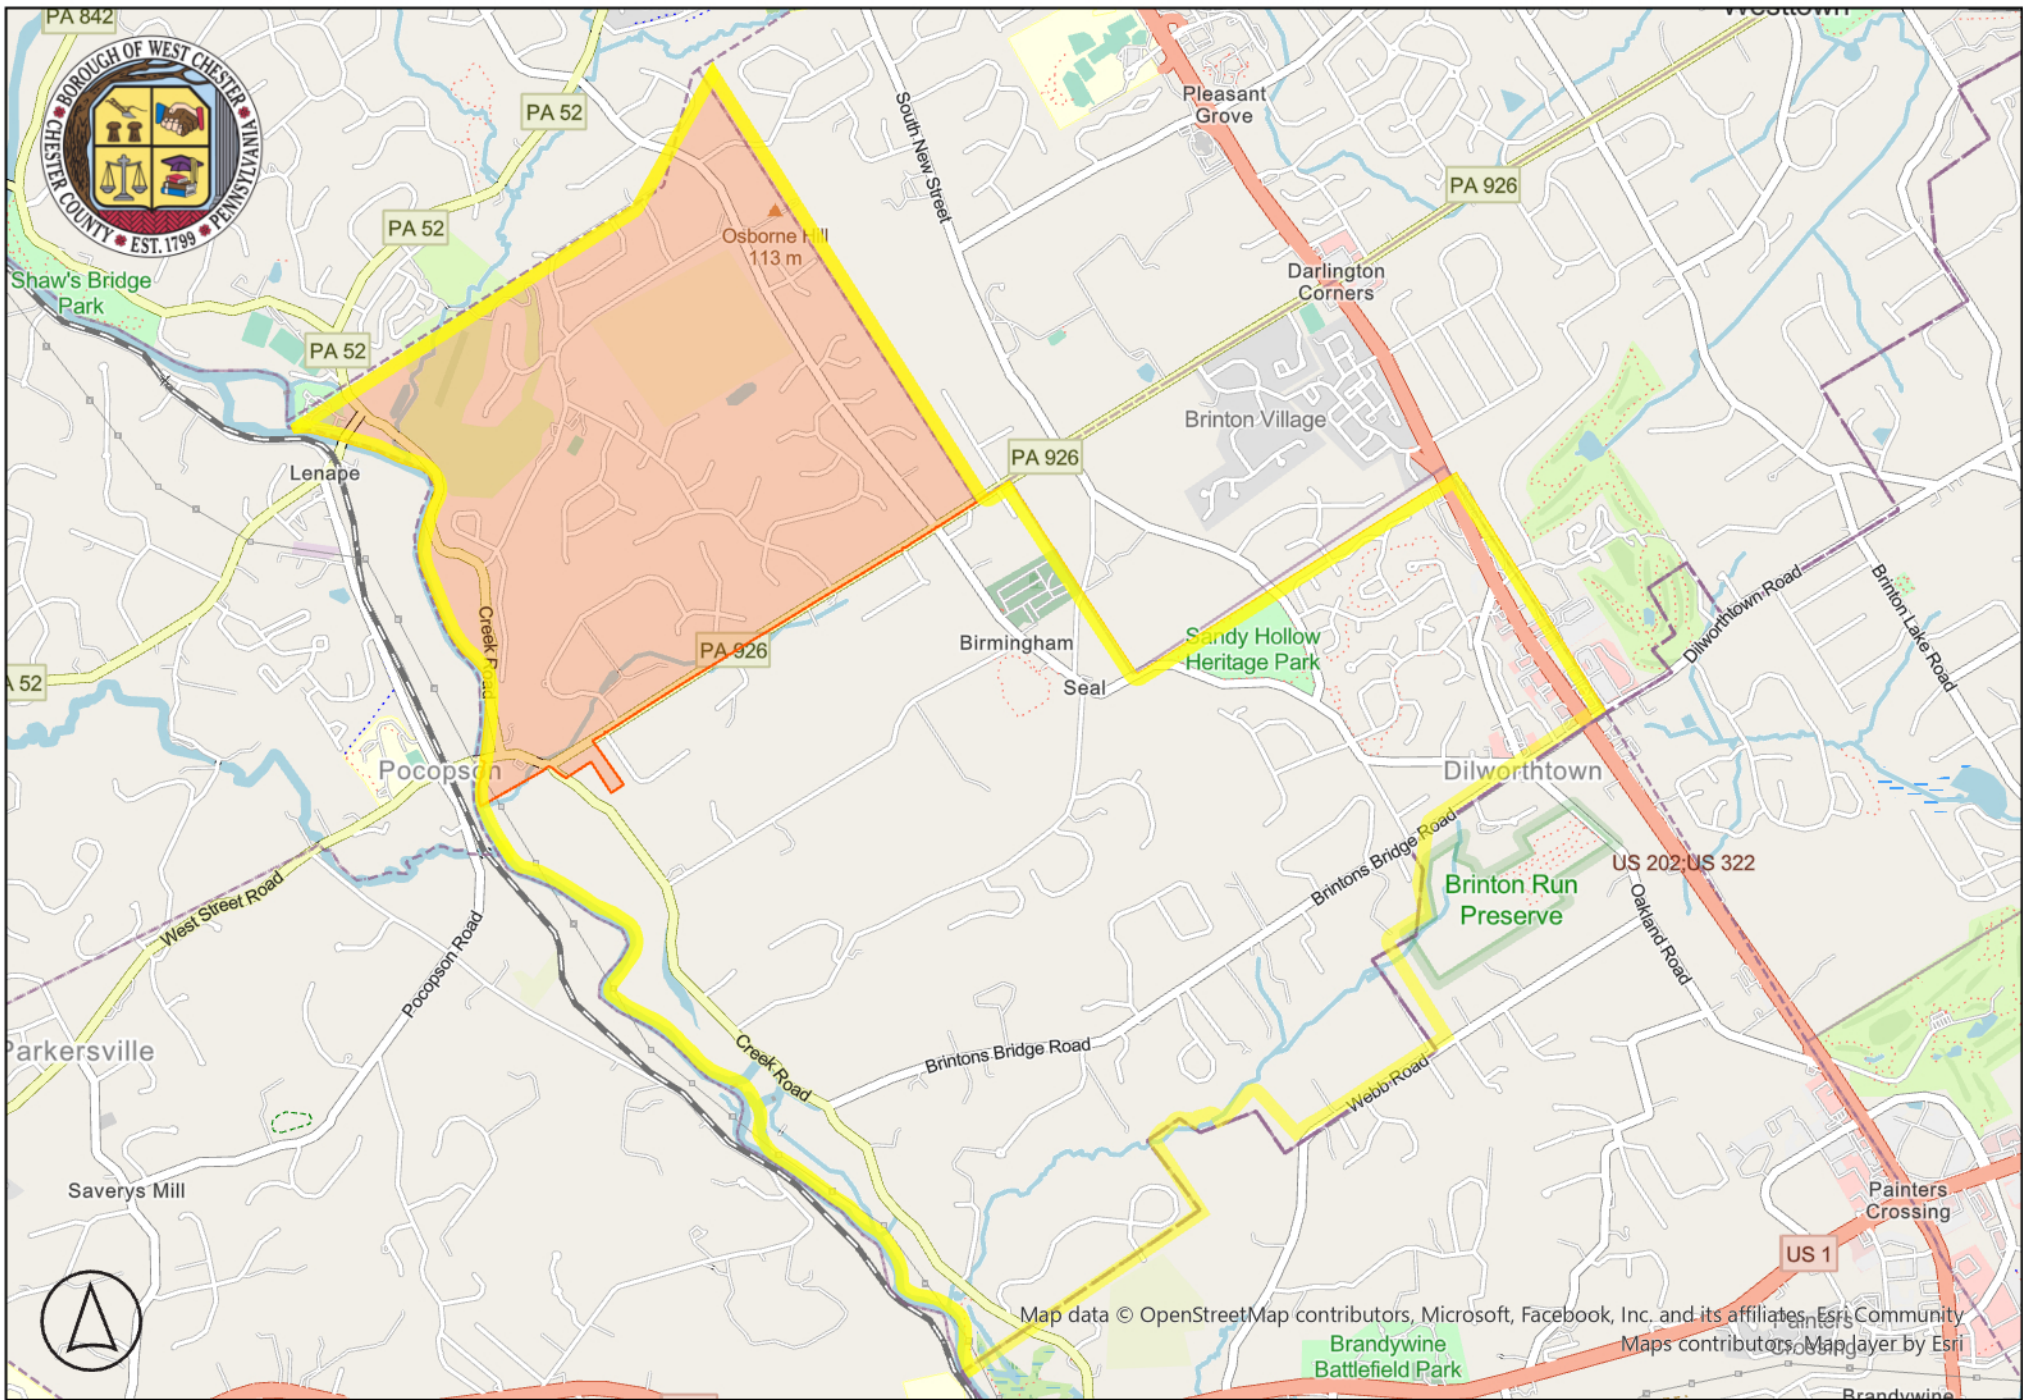 PA 842
Westtown
BOROUGH OF WEST CHESTER
CHESTER COUNTY
PENNSYLVANIA
EST. 1799
PA 52
Pleasant
Grove
South New Street
PA 926
PA 52
Osborne Hill
113 m
Shaw's Bridge
Park
Darlington
Corners
PA 52
Brinton Village
PA 926
Lenape
Creek Road
Brinton Lake Road
Dilworthtown Road
Birmingham
Sandy Hollow
Heritage Park
PA 926
A 52
Seal
Pocopson
Dilworthtown
Brintons Bridge Road
US 202;US 322
Brinton Run
Preserve
Oakland Road
West Street Road
Pocopson Road
Parkersville
Creek Road
Brintons Bridge Road
Webb Road
Saverys Mill
Painters
Crossing
US 1
Map data © OpenStreetMap contributors, Microsoft, Facebook, Inc. and its affiliates, Esri Community
Maps contributors, Map layer by Esri
Painters
Crossing
Brandywine
Battlefield Park
Brandywine